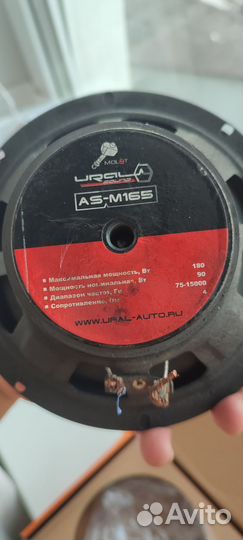 MOLOT
URAL
SOUND
AS-M165
Максимальная мощность, Вт 180
Мощность номинальная, Вт 90
Диапазон частот, Гц 75-15000
Сопротивление, Ом 4
WWW.URAL-AUTO.RU
Avito